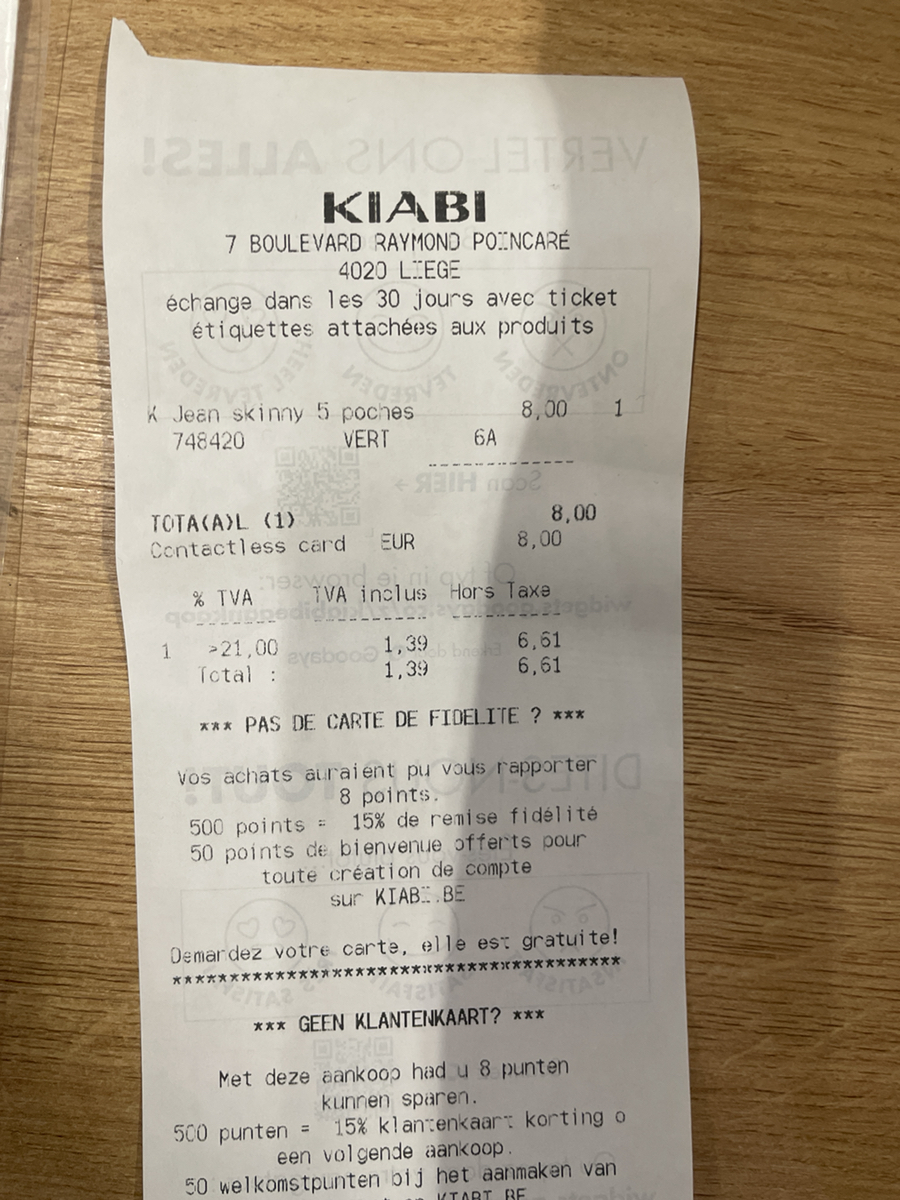 KIABI
7 BOULEVARD RAYMOND POINCARÉ
4020 LIEGE
échange dans les 30 jours avec ticket
étiquettes attachées aux produits
K Jean skinny 5 poches 8,00 1
748420 VERT 6A
------------
TOTA(A)L (1) 8,00
Contactless card EUR 8,00
% TVA TVA inclus Hors Taxe
------- --------- ---------
1 >21,00 1,39 6,61
Total : 1,39 6,61
*** PAS DE CARTE DE FIDELITE ? ***
Vos achats auraient pu vous rapporter
8 points.
500 points = 15% de remise fidélité
50 points de bienvenue offerts pour
toute création de compte
sur KIABI.BE
Demandez votre carte, elle est gratuite!
****************************************
*** GEEN KLANTENKAART? ***
Met deze aankoop had u 8 punten
kunnen sparen.
500 punten = 15% klantenkaart korting o
een volgende aankoop.
50 welkomstpunten bij het aanmaken van
KIABI.BE